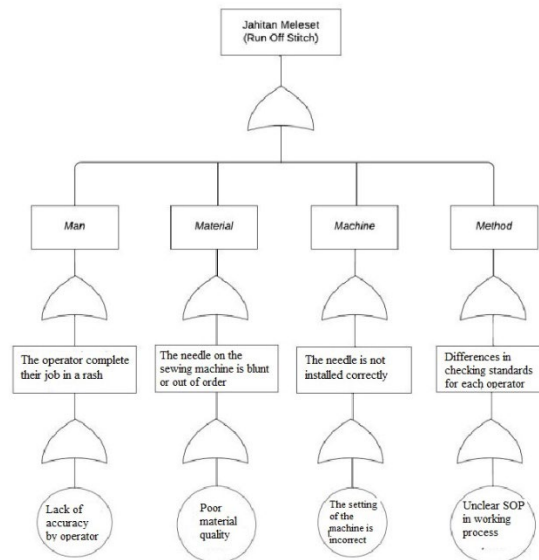 Jahitan Meleset
(Run Off Stitch)
Man
Material
Machine
Method
The operator complete
their job in a rash
The needle on the
sewing machine is blunt
or out of order
The needle is not
installed correctly
Differences in
checking standards
for each operator
Lack of
accuracy
by operator
Poor
material
quality
The setting
of the
machine is
incorrect
Unclear SOP
in working
process